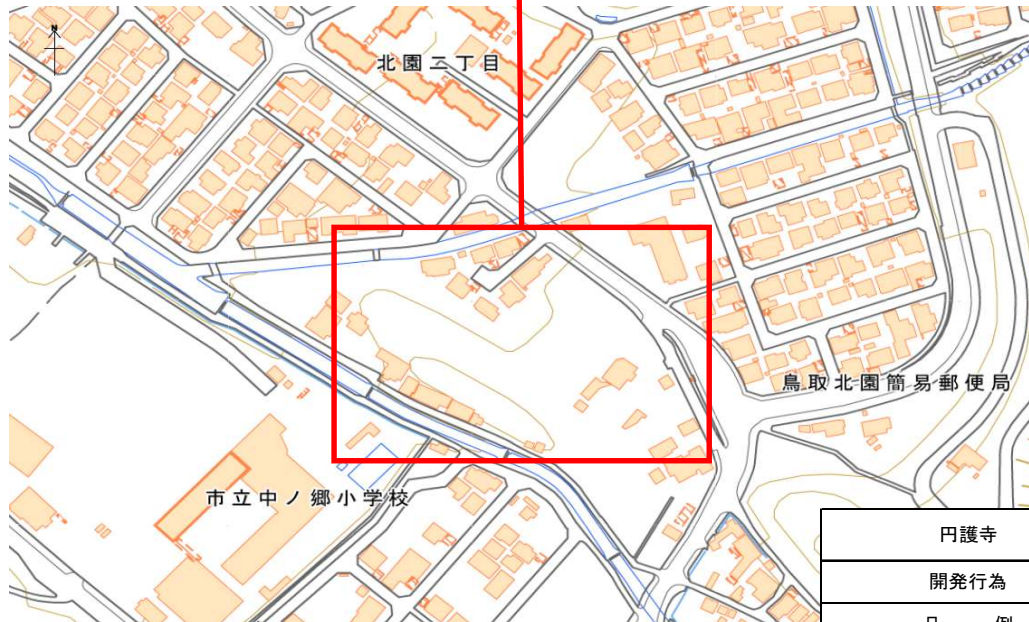 N
北園二丁目
鳥取北園簡易郵便局
市立中ノ郷小学校
円護寺
開発行為